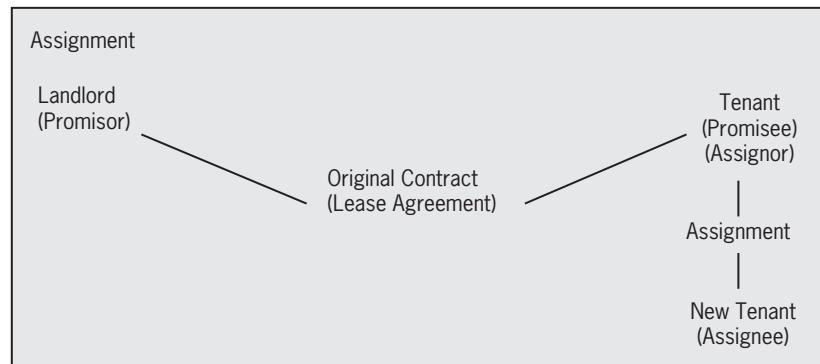 Assignment
Landlord
(Promisor)
Tenant
(Promisee)
(Assignor)
Original Contract
(Lease Agreement)
Assignment
New Tenant
(Assignee)